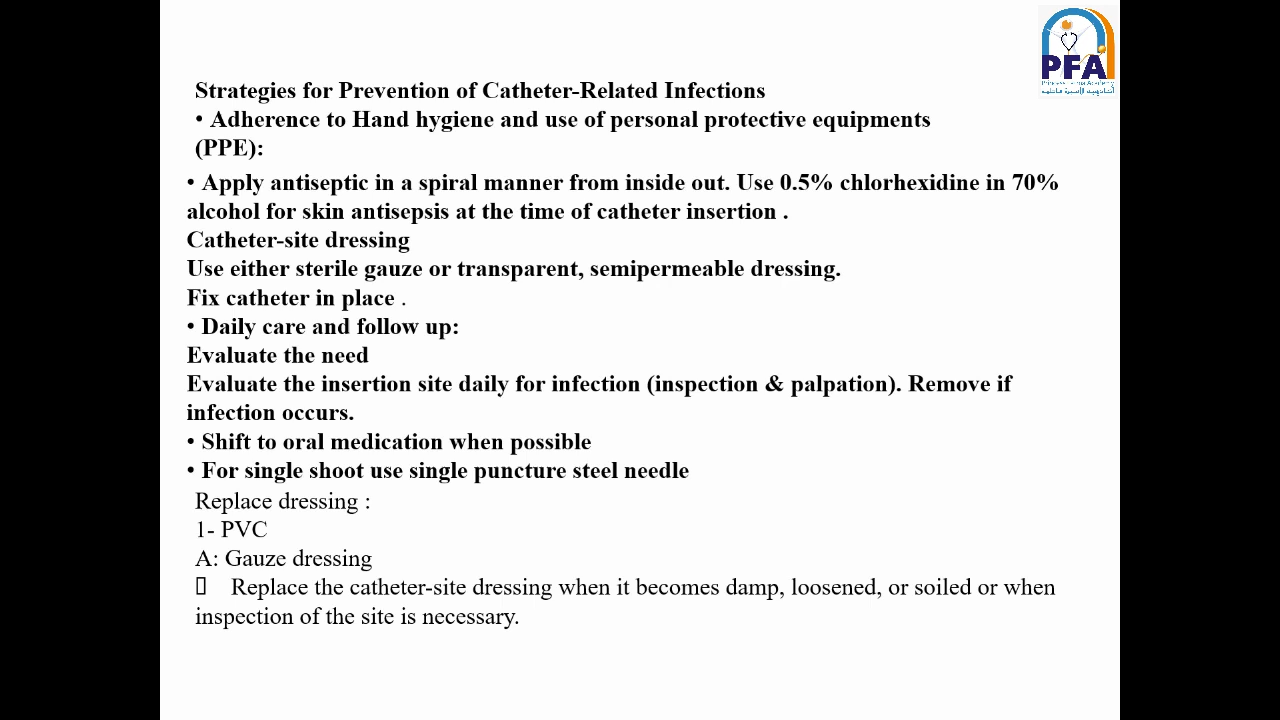 PFA
Strategies for Prevention of Catheter-Related Infections
• Adherence to Hand hygiene and use of personal protective equipments
(PPE):
• Apply antiseptic in a spiral manner from inside out. Use 0.5% chlorhexidine in 70%
alcohol for skin antisepsis at the time of catheter insertion .
Catheter-site dressing
Use either sterile gauze or transparent, semipermeable dressing.
Fix catheter in place .
• Daily care and follow up:
Evaluate the need
Evaluate the insertion site daily for infection (inspection & palpation). Remove if
infection occurs.
• Shift to oral medication when possible
• For single shoot use single puncture steel needle
Replace dressing :
1- PVC
A: Gauze dressing
Replace the catheter-site dressing when it becomes damp, loosened, or soiled or when
inspection of the site is necessary.